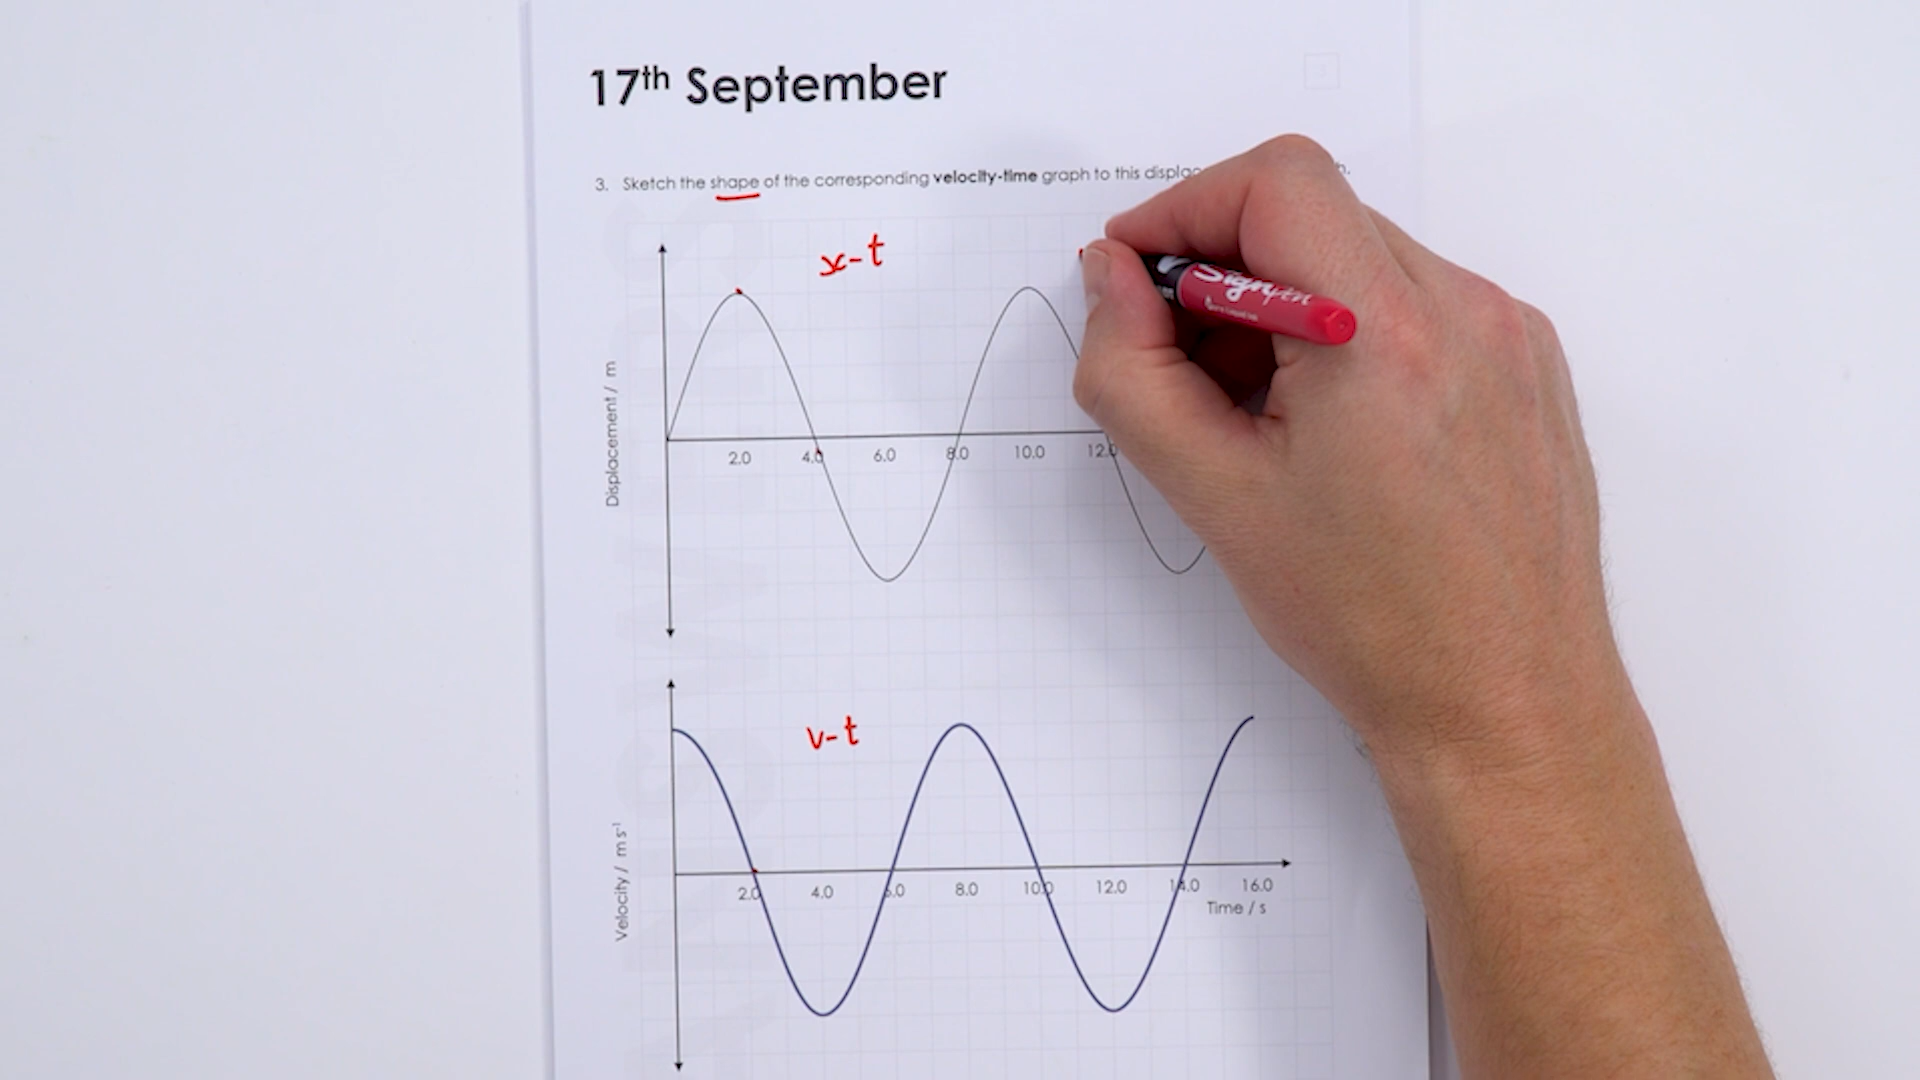 17th September
3. Sketch the shape of the corresponding velocity-time graph to this
x-t
Displacement / m
2.0 4.0 6.0 8.0 10.0 12.0
v-t
Velocity / m s⁻¹
2.0 4.0 6.0 8.0 10.0 12.0 14.0 16.0
Time / s
Sign pen